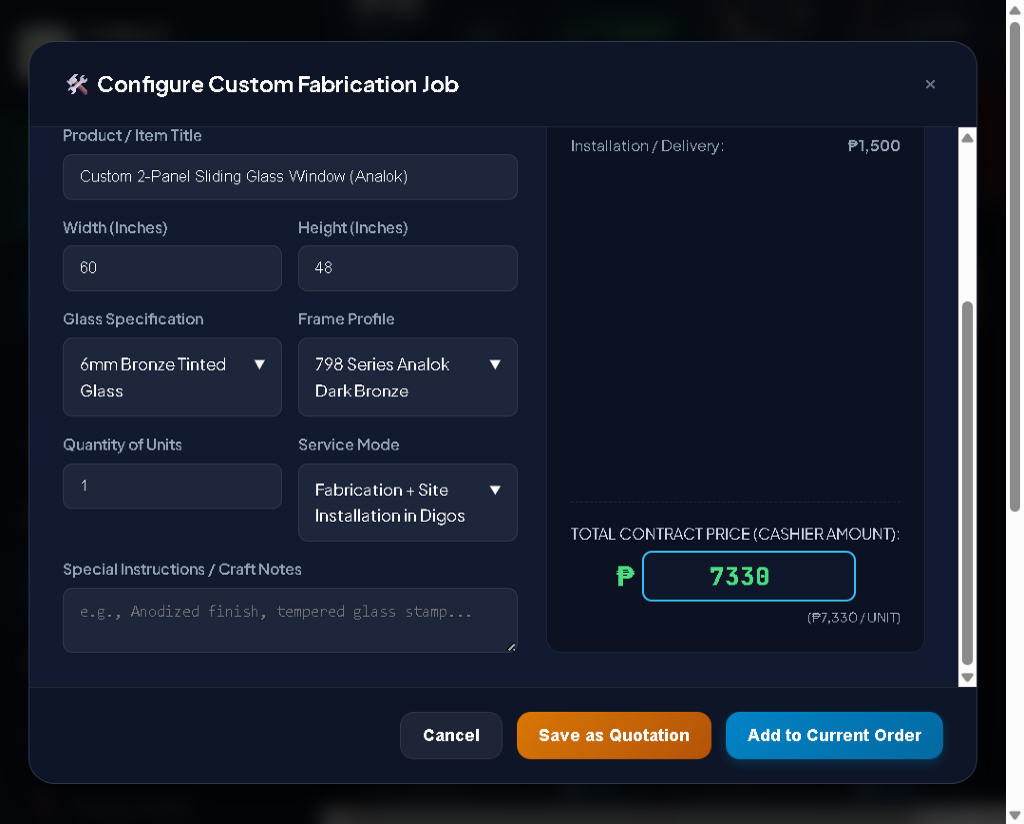 🛠 Configure Custom Fabrication Job
×
Product / Item Title
Custom 2-Panel Sliding Glass Window (Analok)
Width (Inches)
Height (Inches)
60
48
Glass Specification
Frame Profile
6mm Bronze Tinted
Glass
798 Series Analok
Dark Bronze
Quantity of Units
Service Mode
1
Fabrication + Site
Installation in Digos
Special Instructions / Craft Notes
e.g., Anodized finish, tempered glass stamp...
Installation / Delivery:
₱1,500
TOTAL CONTRACT PRICE (CASHIER AMOUNT):
₱ 7330
(₱7,330 / UNIT)
Cancel
Save as Quotation
Add to Current Order